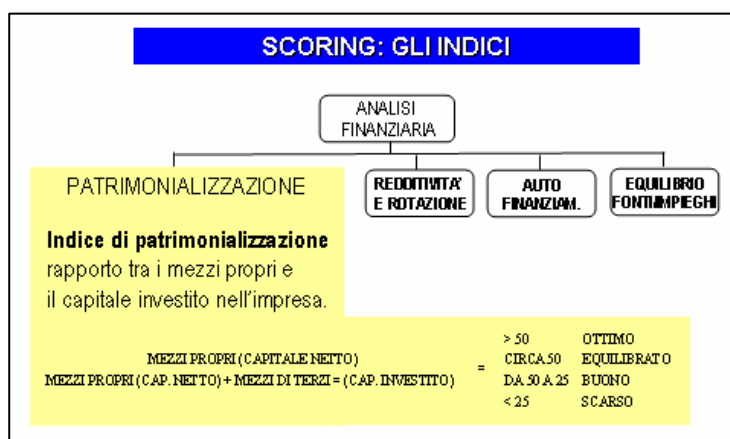 SCORING: GLI INDICI
ANALISI
FINANZIARIA
PATRIMONIALIZZAZIONE
REDDITIVITA'
E ROTAZIONE
AUTO
FINANZIAM.
EQUILIBRIO
FONTI/IMPIEGHI
Indice di patrimonializzazione
rapporto tra i mezzi propri e
il capitale investito nell'impresa.
MEZZI PROPRI (CAPITALE NETTO)
MEZZI PROPRI (CAP. NETTO) + MEZZI DI TERZI = (CAP. INVESTITO)
=
> 50 OTTIMO
CIRCA 50 EQUILIBRATO
DA 50 A 25 BUONO
< 25 SCARSO